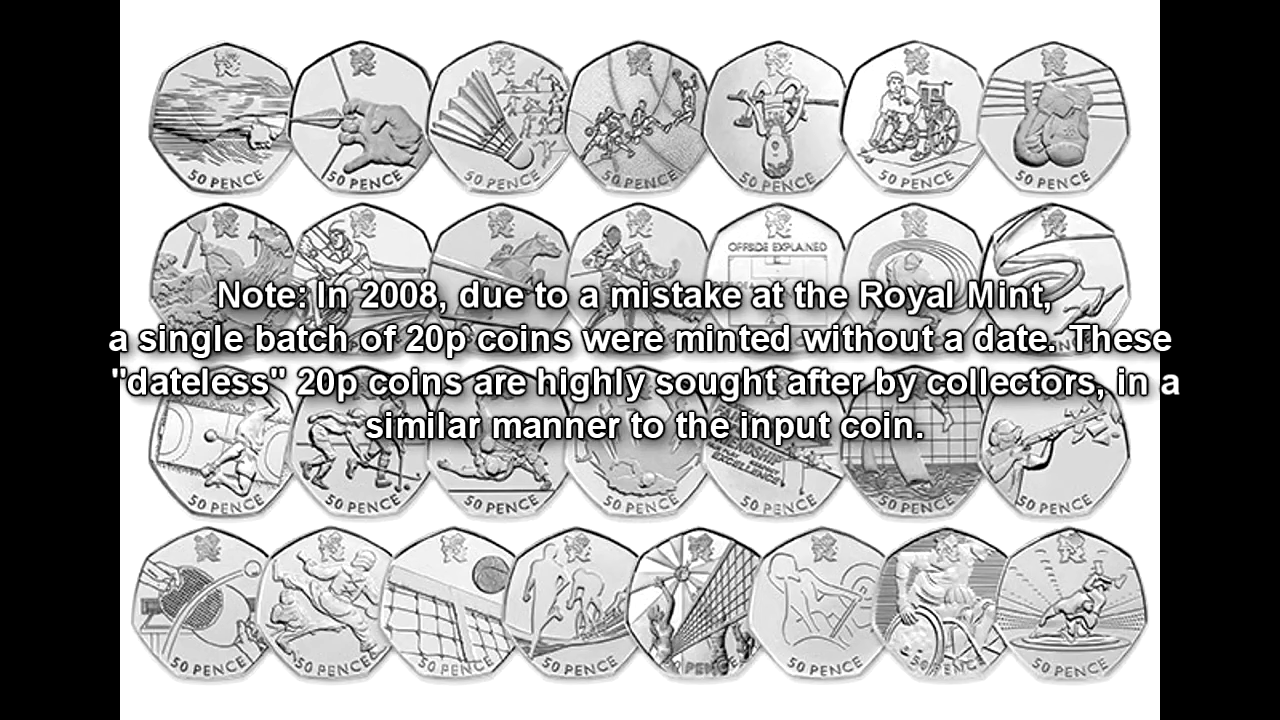 50 PENCE 50 PENCE 50 PENCE 50 PENCE 50 PENCE 50 PENCE 50 PENCE
OFFSIDE EXPLAINED
Note: In 2008, due to a mistake at the Royal Mint,
a single batch of 20p coins were minted without a date. These
"dateless" 20p coins are highly sought after by collectors, in a
similar manner to the input coin.
FRIENDSHIP
EXCELLENCE
50 PENCE 50 PENCE 50 PENCE 50 PENCE 50 PENCE 50 PENCE 50 PENCE
50 PENCE 50 PENCE 50 PENCE 50 PENCE 50 PENCE 50 PENCE 50 PENCE 50 PENCE